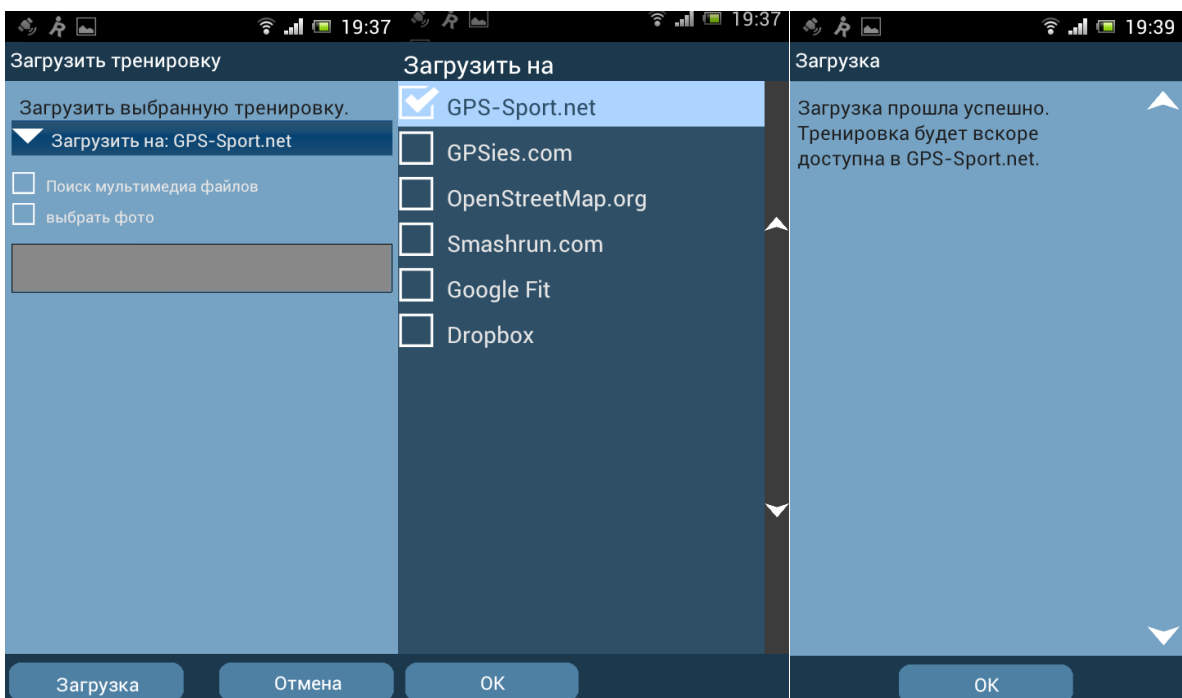 19:37
Загрузить тренировку
Загрузить выбранную тренировку.
Загрузить на: GPS-Sport.net
Поиск мультимедиа файлов
выбрать фото
Загрузка
Отмена
19:37
Загрузить на
GPS-Sport.net
GPSies.com
OpenStreetMap.org
Smashrun.com
Google Fit
Dropbox
OK
19:39
Загрузка
Загрузка прошла успешно.
Тренировка будет вскоре
доступна в GPS-Sport.net.
OK